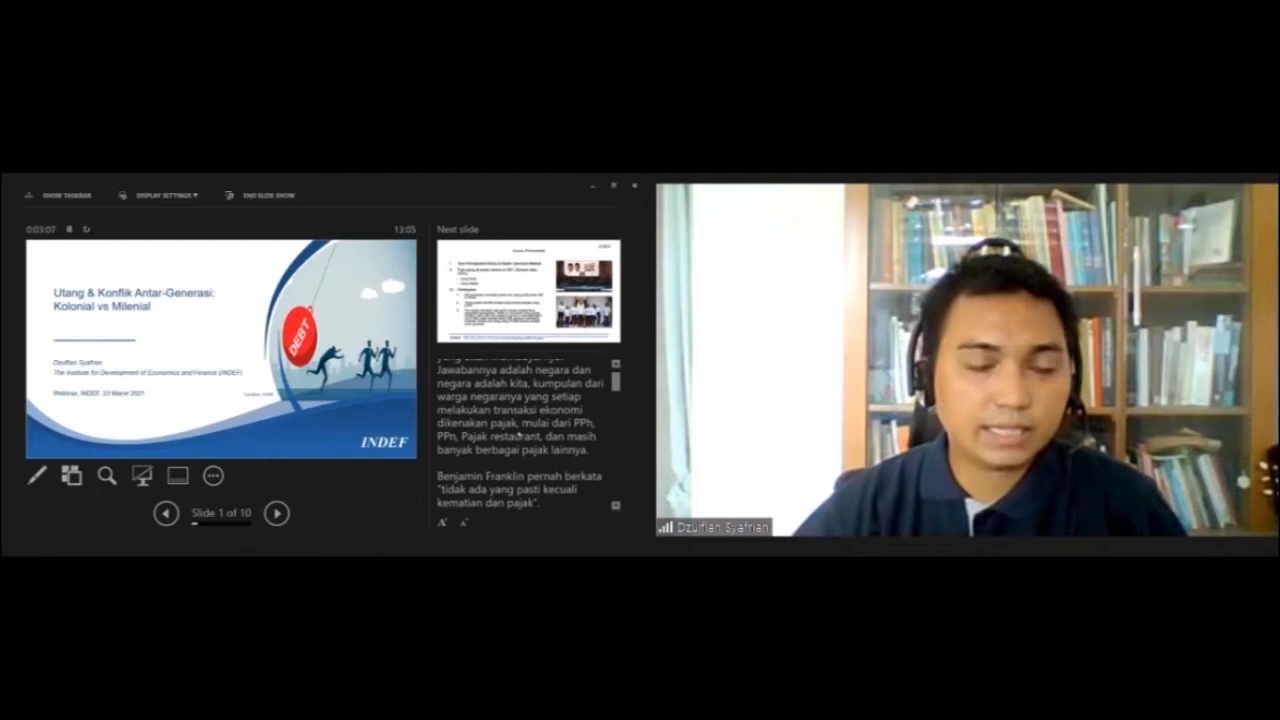 SHOW TASKBAR
DISPLAY SETTINGS
END SLIDE SHOW
0:03:07
13:05
Utang & Konflik Antar-Generasi:
Kolonial vs Milenial
Dzulfian Syafrian
The Institute for Development of Economics and Finance (INDEF)
Webinar, INDEF, 23 Maret 2021
DEBT
INDEF
Slide 1 of 10
Next slide
Jawabannya adalah negara dan
negara adalah kita, kumpulan dari
warga negaranya yang setiap
melakukan transaksi ekonomi
dikenakan pajak, mulai dari PPh,
PPn, Pajak restaurant, dan masih
banyak berbagai pajak lainnya.
Benjamin Franklin pernah berkata
"tidak ada yang pasti kecuali
kematian dan pajak".
Dzulfian Syafrian